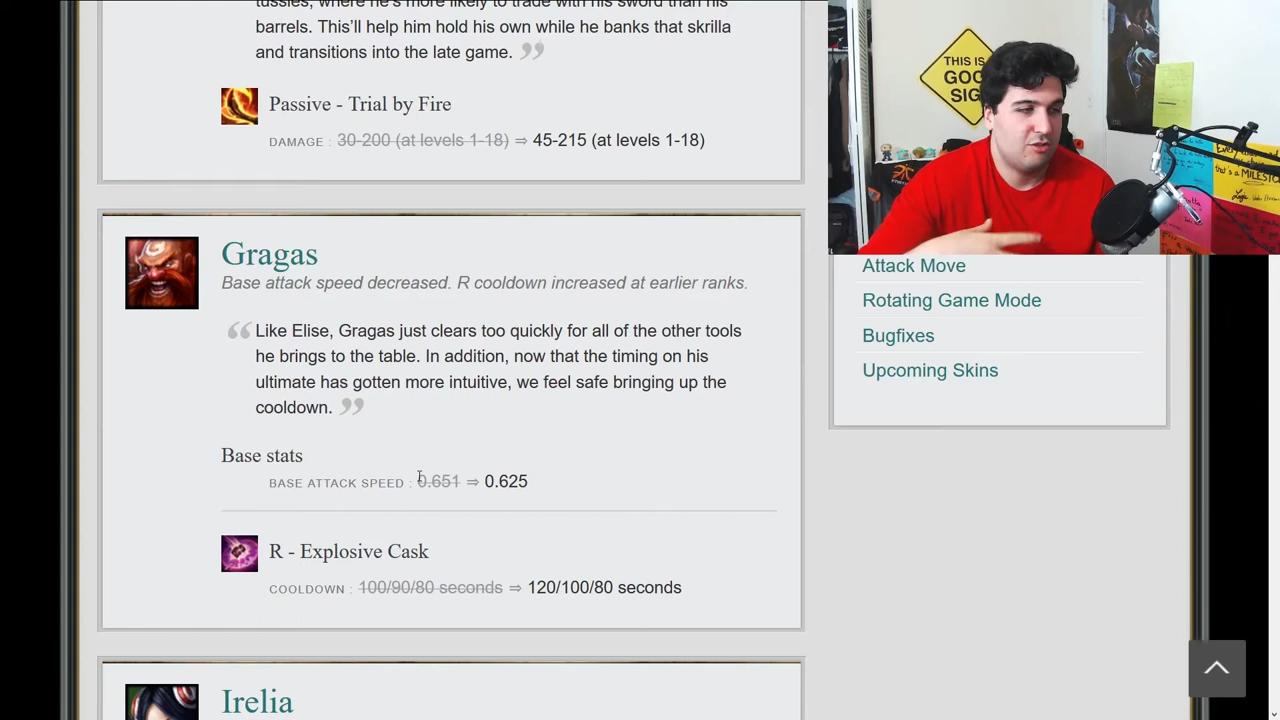 tussles, where he's more likely to trade with his sword than his
barrels. This'll help him hold his own while he banks that skrilla
and transitions into the late game.
Passive - Trial by Fire
DAMAGE : 30-200 (at levels 1-18) ⇒ 45-215 (at levels 1-18)
Gragas
Base attack speed decreased. R cooldown increased at earlier ranks.
Like Elise, Gragas just clears too quickly for all of the other tools
he brings to the table. In addition, now that the timing on his
ultimate has gotten more intuitive, we feel safe bringing up the
cooldown.
Base stats
BASE ATTACK SPEED : 0.651 ⇒ 0.625
R - Explosive Cask
COOLDOWN : 100/90/80 seconds ⇒ 120/100/80 seconds
Irelia
THIS IS
that's a MILEST
Attack Move
Rotating Game Mode
Bugfixes
Upcoming Skins